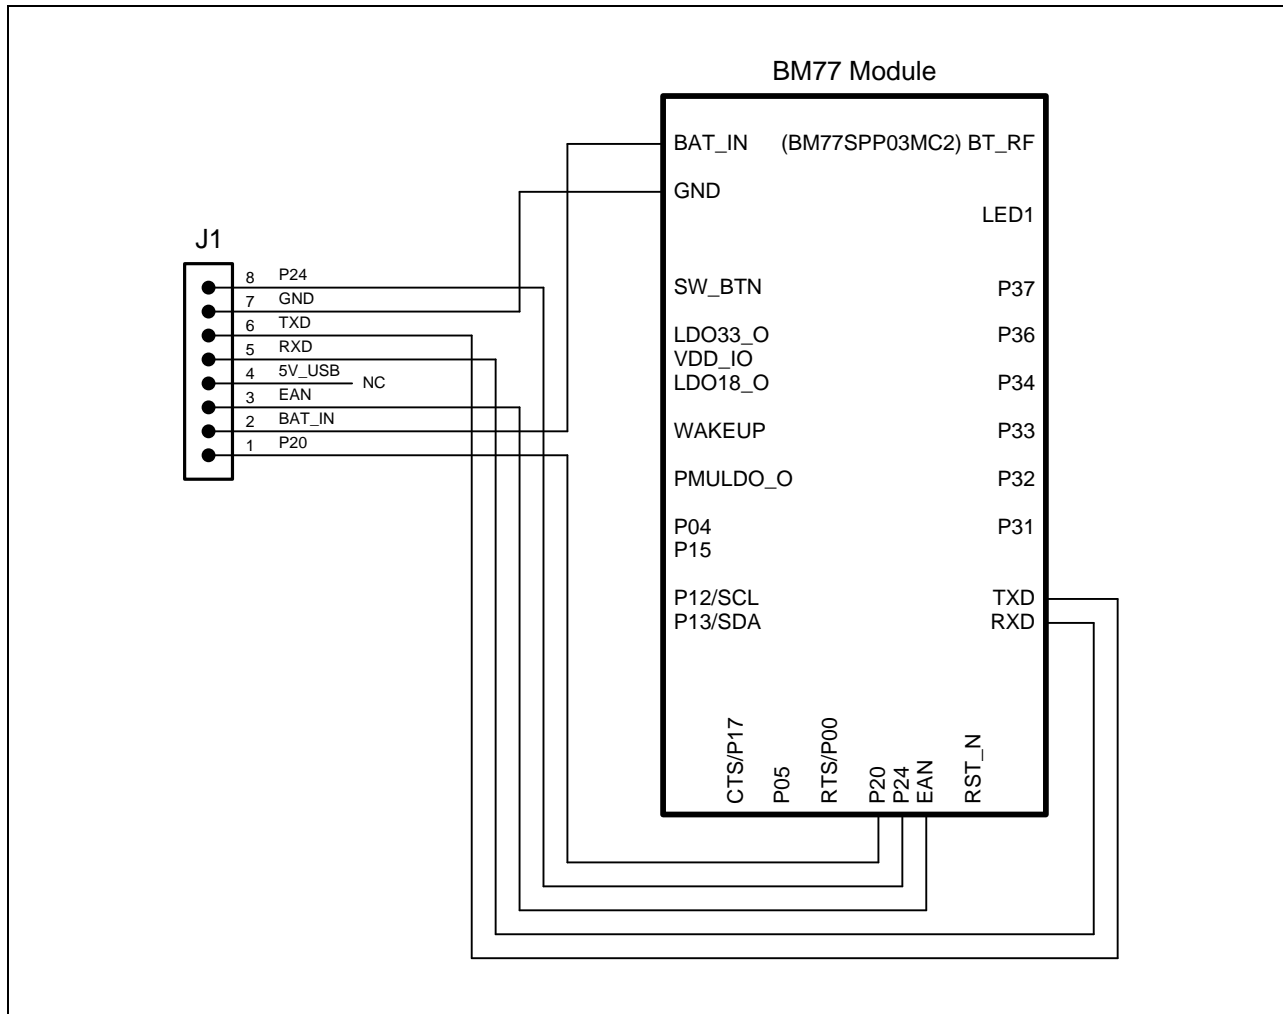 BM77 Module
BAT_IN (BM77SPP03MC2) BT_RF
GND
LED1
J1
8 P24
7 GND
6 TXD
5 RXD
4 5V_USB NC
3 EAN
2 BAT_IN
1 P20
SW_BTN P37
LDO33_O P36
VDD_IO
LDO18_O P34
WAKEUP P33
PMULDO_O P32
P04 P31
P15
P12/SCL TXD
P13/SDA RXD
CTS/P17
P05
RTS/P00
P20
P24
EAN
RST_N